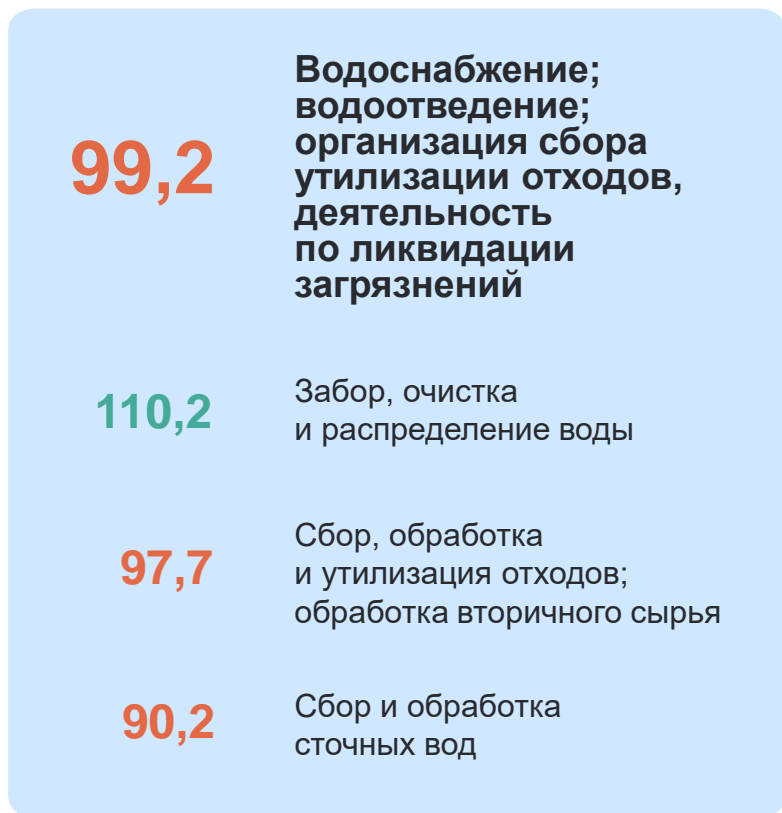 99,2
Водоснабжение;
водоотведение;
организация сбора
утилизации отходов,
деятельность
по ликвидации
загрязнений
110,2
Забор, очистка
и распределение воды
97,7
Сбор, обработка
и утилизация отходов;
обработка вторичного сырья
90,2
Сбор и обработка
сточных вод